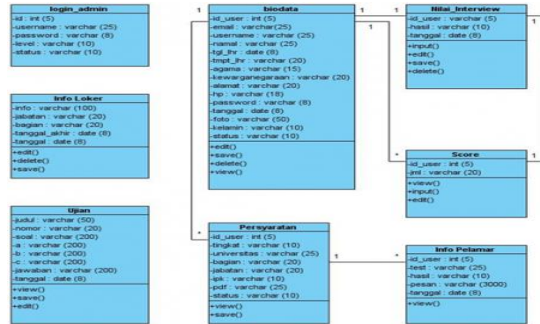 login_admin
-id : int (5)
-username : varchar (25)
-password : varchar (8)
-level : varchar (10)
-status : varchar (10)
Info Loker
-info : varchar (100)
-jabatan : varchar (20)
-bagian : varchar (20)
-tanggal_akhir : date (8)
-tanggal : date (8)
+edit()
+delete()
+save()
Ujian
-judul : varchar (50)
-nomor : varchar (20)
-soal : varchar (200)
-a : varchar (200)
-b : varchar (200)
-c : varchar (200)
-jawaban : varchar (200)
-tanggal : date (8)
+view()
+save()
+edit()
1
biodata
1
-id_user : int (5)
-email : varchar(25)
-username : varchar (25)
-namal : varchar (25)
-tgl_lhr : date (8)
-tmpt_lhr : varchar (20)
-agama : varchar (15)
-kewarganegaraan : varchar (20)
-alamat : varchar (20)
-hp : varchar (18)
-password : varchar (8)
-tanggal : date (8)
-foto : varchar (50)
-kelamin : varchar (10)
-status : varchar (10)
+edit()
+save()
+delete()
+view()
1
*
Persyaratan
-id_user : int (5)
-tingkat : varchar (10)
-universitas : varchar (25)
-bagian : varchar (20)
-jabatan : varchar (20)
-ipk : varchar (10)
-pdf : varchar (25)
-status : varchar (10)
+view()
+save()
1
1
Nilai_Interview
1
-id_user : int (5)
-hasil : varchar (10)
-tanggal : date (8)
+input()
+edit()
+save()
+delete()
1
*
Score
-id_user : int (5)
-jml : varchar (20)
+view()
+input()
+edit()
1
*
Info Pelamar
-id_user : int (5)
-test : varchar (25)
-hasil : varchar (10)
-pesan : varchar (3000)
-tanggal : date (8)
+view()